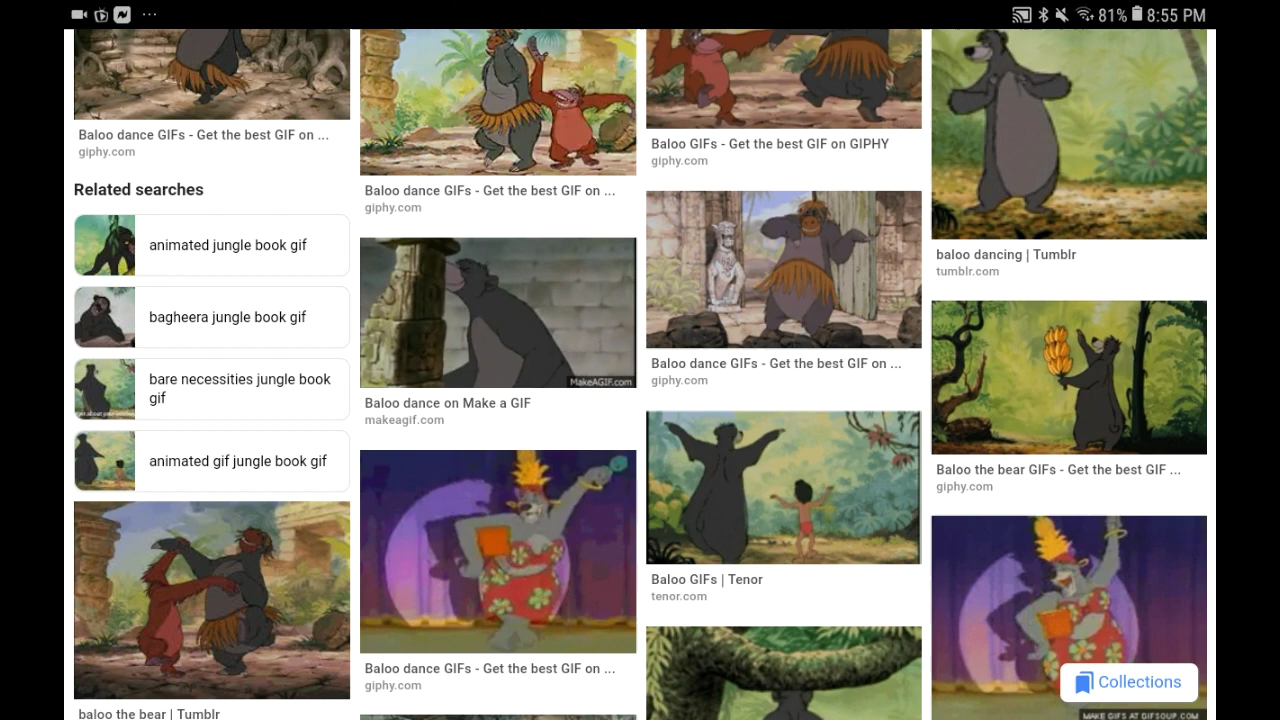 81% 8:55 PM
Baloo dance GIFs - Get the best GIF on ...
giphy.com
Related searches
animated jungle book gif
bagheera jungle book gif
bare necessities jungle book
gif
animated gif jungle book gif
baloo the bear | Tumblr
Baloo dance GIFs - Get the best GIF on ...
giphy.com
MakeAGIF.com
Baloo dance on Make a GIF
makeagif.com
Baloo dance GIFs - Get the best GIF on ...
giphy.com
Baloo GIFs - Get the best GIF on GIPHY
giphy.com
Baloo dance GIFs - Get the best GIF on ...
giphy.com
Baloo GIFs | Tenor
tenor.com
baloo dancing | Tumblr
tumblr.com
Baloo the bear GIFs - Get the best GIF ...
giphy.com
Collections
MAKE GIFS AT GIFSOUP.COM